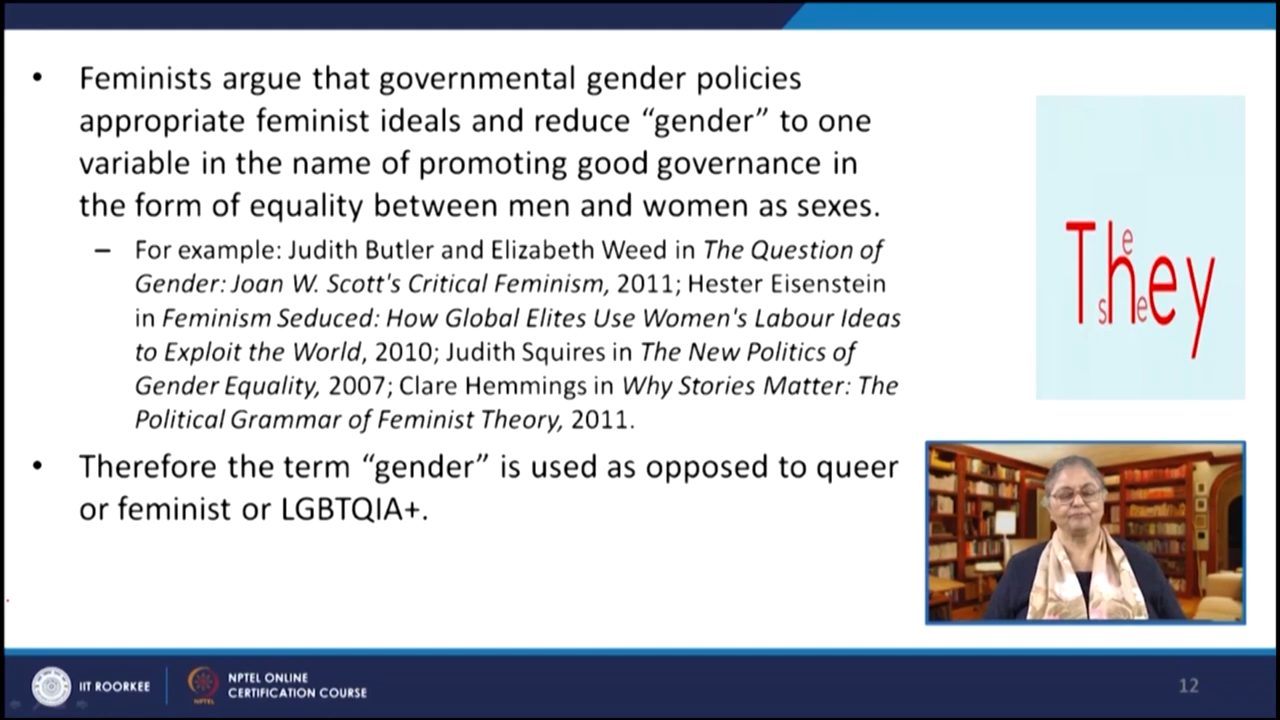 • Feminists argue that governmental gender policies
appropriate feminist ideals and reduce “gender” to one
variable in the name of promoting good governance in
the form of equality between men and women as sexes.
– For example: Judith Butler and Elizabeth Weed in The Question of
Gender: Joan W. Scott's Critical Feminism, 2011; Hester Eisenstein
in Feminism Seduced: How Global Elites Use Women's Labour Ideas
to Exploit the World, 2010; Judith Squires in The New Politics of
Gender Equality, 2007; Clare Hemmings in Why Stories Matter: The
Political Grammar of Feminist Theory, 2011.
• Therefore the term “gender” is used as opposed to queer
or feminist or LGBTQIA+.
They
he
she
IIT ROORKEE
NPTEL
NPTEL ONLINE
CERTIFICATION COURSE
12